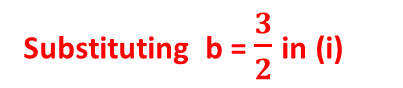 Substituting b = 3/2 in (i)